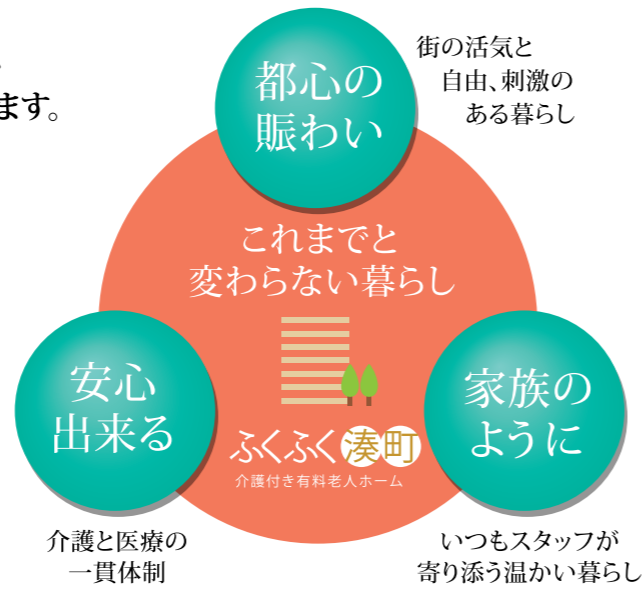 ます。
都心の
賑わい
街の活気と
自由、刺激の
ある暮らし
これまでと
変わらない暮らし
安心
出来る
家族の
ように
ふくふく湊町
介護付き有料老人ホーム
介護と医療の
一貫体制
いつもスタッフが
寄り添う温かい暮らし